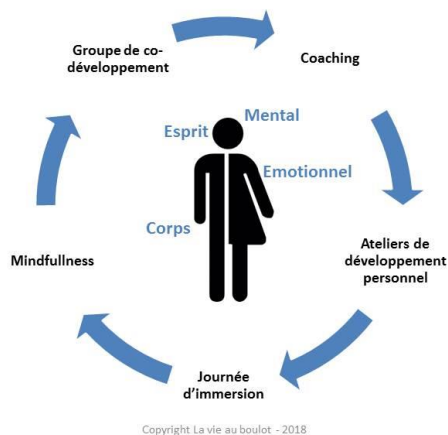 Groupe de co-
développement
Coaching
Mental
Esprit
Emotionnel
Corps
Ateliers de
développement
personnel
Mindfullness
Journée
d'immersion
Copyright La vie au boulot - 2018